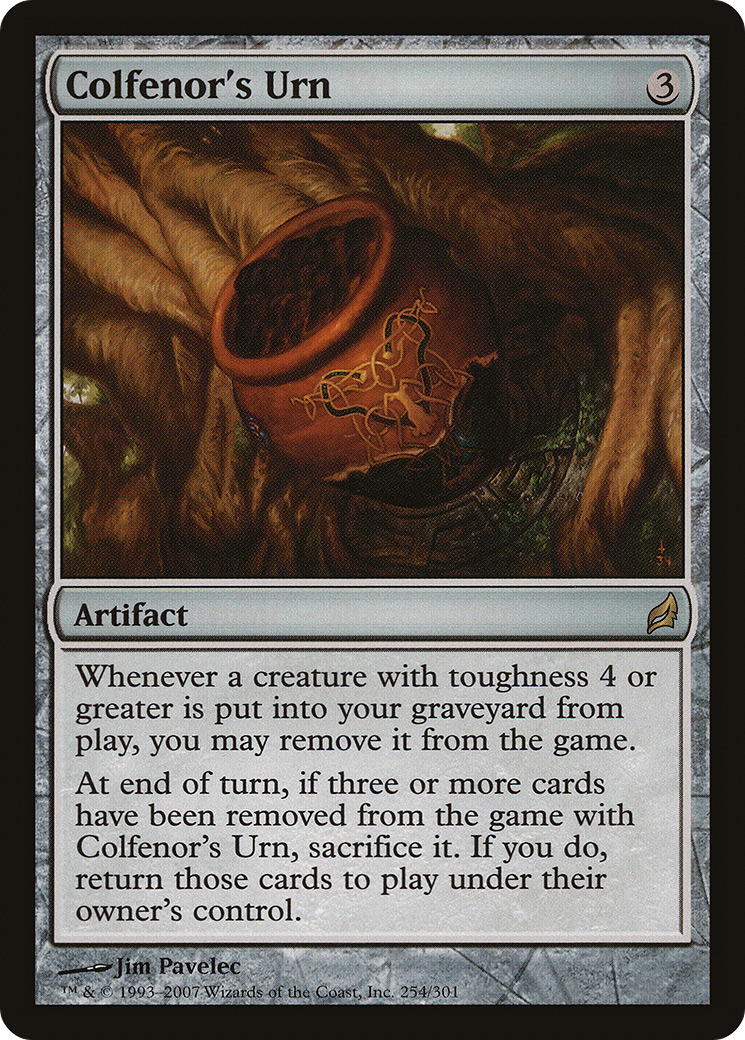 Colfenor's Urn
3
Artifact
Whenever a creature with toughness 4 or
greater is put into your graveyard from
play, you may remove it from the game.
At end of turn, if three or more cards
have been removed from the game with
Colfenor's Urn, sacrifice it. If you do,
return those cards to play under their
owner's control.
Jim Pavelec
™ & © 1993–2007 Wizards of the Coast, Inc. 254/301